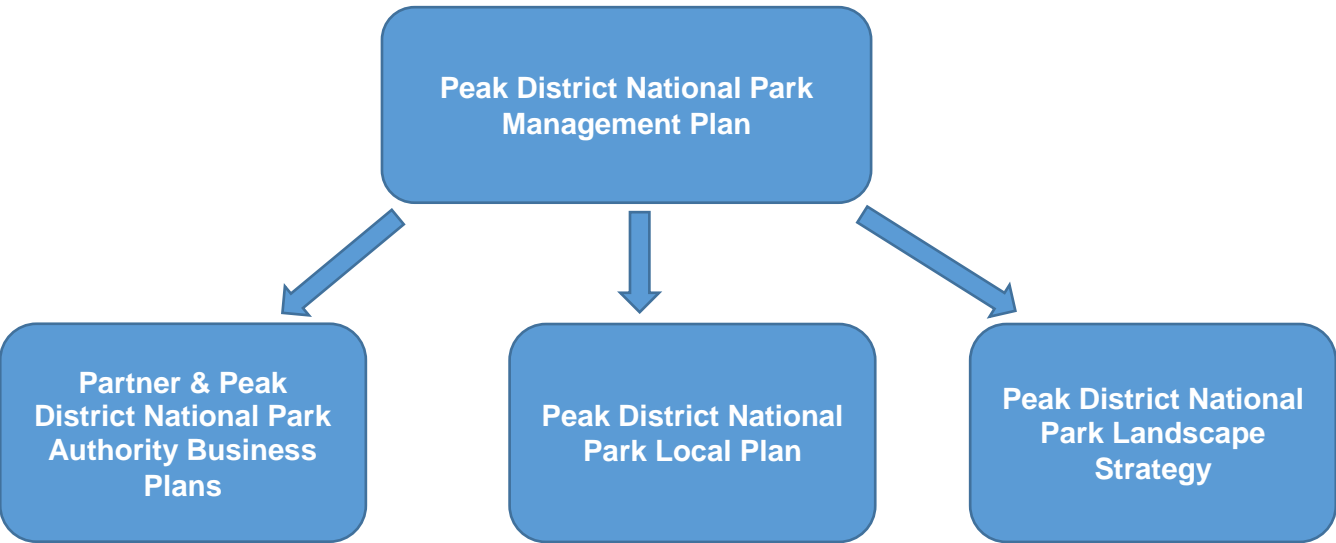 Peak District National Park
Management Plan
Partner & Peak
District National Park
Authority Business
Plans
Peak District National
Park Local Plan
Peak District National
Park Landscape
Strategy